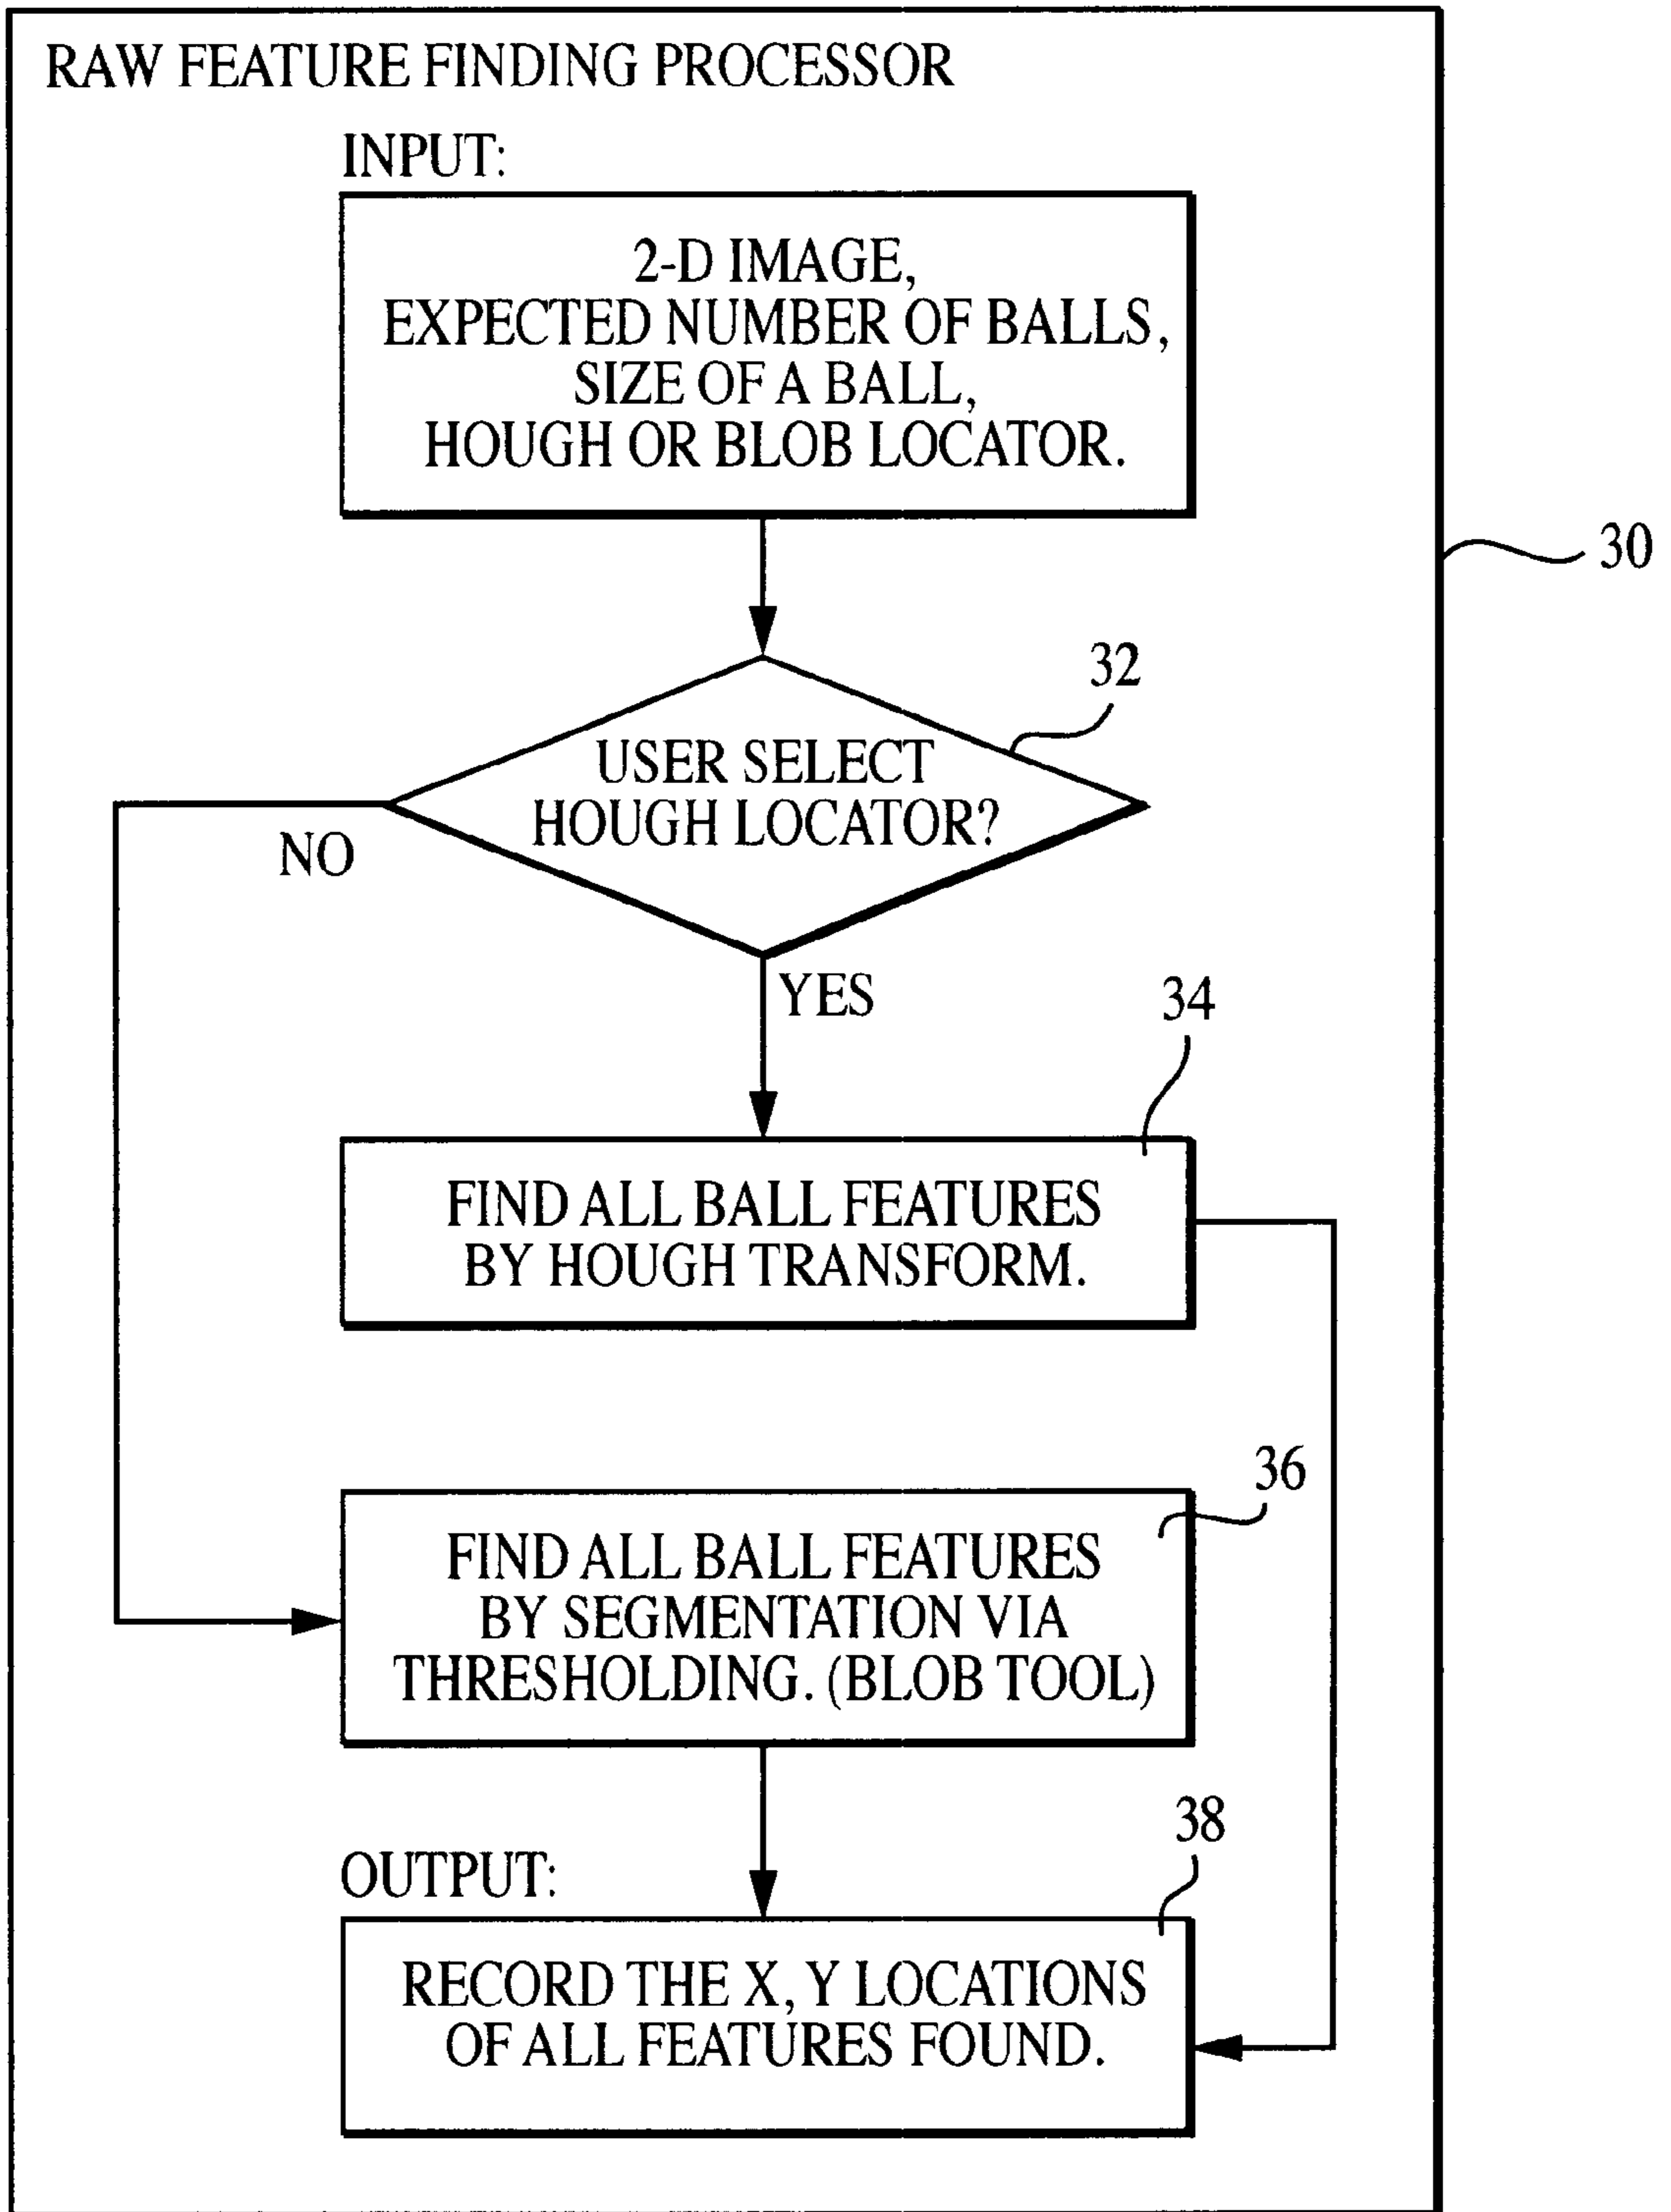 RAW FEATURE FINDING PROCESSOR
INPUT:
2-D IMAGE,
EXPECTED NUMBER OF BALLS,
SIZE OF A BALL,
HOUGH OR BLOB LOCATOR.
30
32
USER SELECT
HOUGH LOCATOR?
NO
YES
34
FIND ALL BALL FEATURES
BY HOUGH TRANSFORM.
36
FIND ALL BALL FEATURES
BY SEGMENTATION VIA
THRESHOLDING. (BLOB TOOL)
38
OUTPUT:
RECORD THE X, Y LOCATIONS
OF ALL FEATURES FOUND.